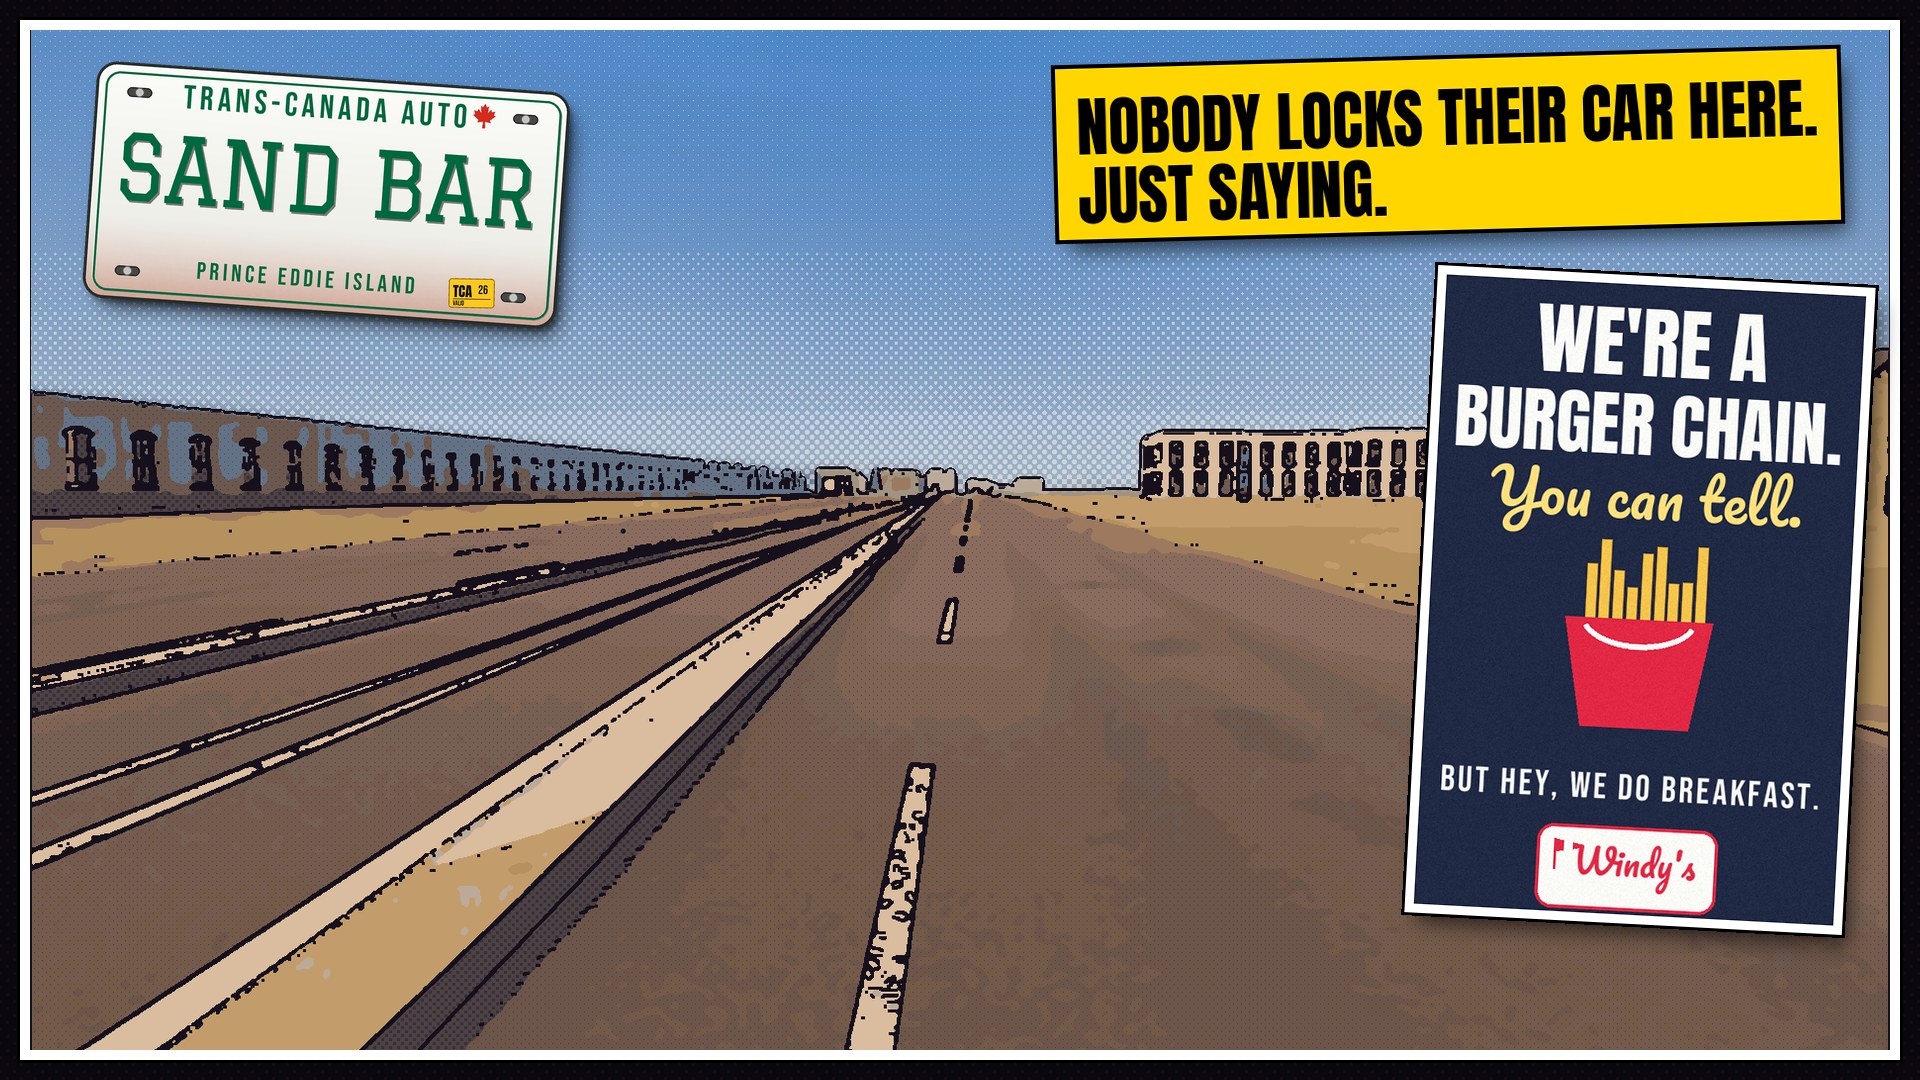 TRANS-CANADA AUTO
SAND BAR
PRINCE EDDIE ISLAND
TCA 26
VALID
NOBODY LOCKS THEIR CAR HERE.
JUST SAYING.
WE'RE A
BURGER CHAIN.
You can tell.
BUT HEY, WE DO BREAKFAST.
Windy's